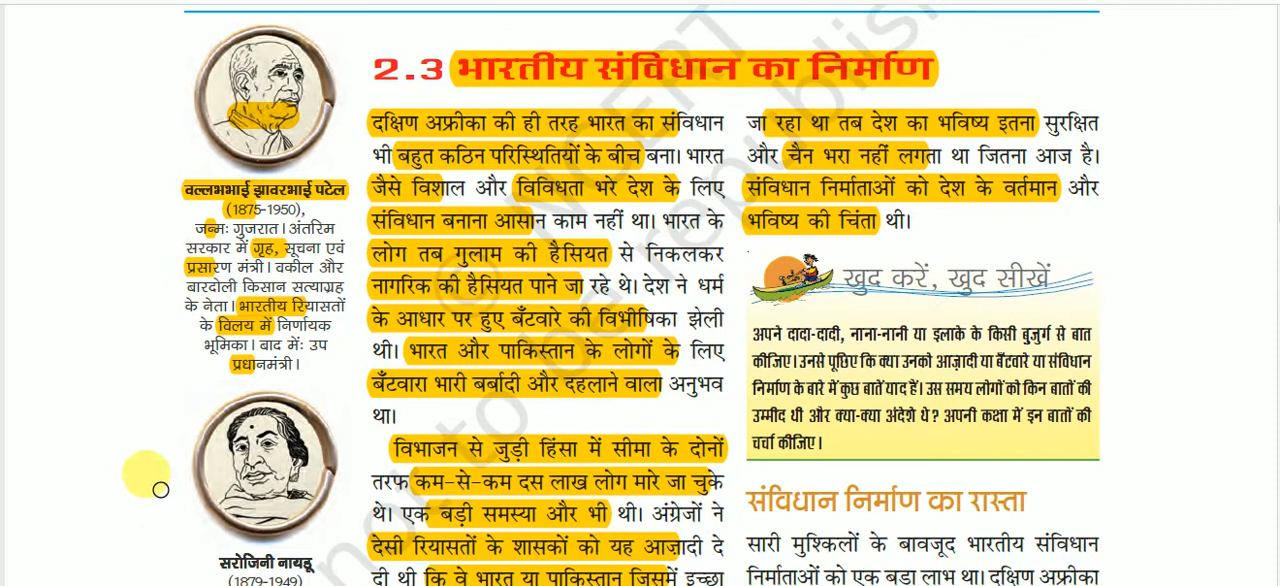 2.3 भारतीय संविधान का निर्माण
वल्लभभाई झावरभाई पटेल
(1875-1950),
जन्मः गुजरात। अंतरिम
सरकार में गृह, सूचना एवं
प्रसारण मंत्री। वकील और
बारदोली किसान सत्याग्रह
के नेता। भारतीय रियासतों
के विलय में निर्णायक
भूमिका। बाद मेंः उप
प्रधानमंत्री।
सरोजिनी नायडू
(1879-1949)
दक्षिण अफ्रीका की ही तरह भारत का संविधान
भी बहुत कठिन परिस्थितियों के बीच बना। भारत
जैसे विशाल और विविधता भरे देश के लिए
संविधान बनाना आसान काम नहीं था। भारत के
लोग तब गुलाम की हैसियत से निकलकर
नागरिक की हैसियत पाने जा रहे थे। देश ने धर्म
के आधार पर हुए बँटवारे की विभीषिका झेली
थी। भारत और पाकिस्तान के लोगों के लिए
बँटवारा भारी बर्बादी और दहलाने वाला अनुभव
था।
विभाजन से जुड़ी हिंसा में सीमा के दोनों
तरफ कम-से-कम दस लाख लोग मारे जा चुके
थे। एक बड़ी समस्या और भी थी। अंग्रेजों ने
देसी रियासतों के शासकों को यह आज़ादी दे
दी थी कि वे भारत या पाकिस्तान जिसमें इच्छा
जा रहा था तब देश का भविष्य इतना सुरक्षित
और चैन भरा नहीं लगता था जितना आज है।
संविधान निर्माताओं को देश के वर्तमान और
भविष्य की चिंता थी।
खुद करें, खुद सीखें
अपने दादा-दादी, नाना-नानी या इलाके के किसी बुजुर्ग से बात
कीजिए। उनसे पूछिए कि क्या उनको आज़ादी या बँटवारे या संविधान
निर्माण के बारे में कुछ बातें याद हैं। उस समय लोगों को किन बातों की
उम्मीद थी और क्या-क्या अंदेशे थे? अपनी कक्षा में इन बातों की
चर्चा कीजिए।
संविधान निर्माण का रास्ता
सारी मुश्किलों के बावजूद भारतीय संविधान
निर्माताओं को एक बड़ा लाभ था। दक्षिण अफ्रीका
© NCERT
not to be republis